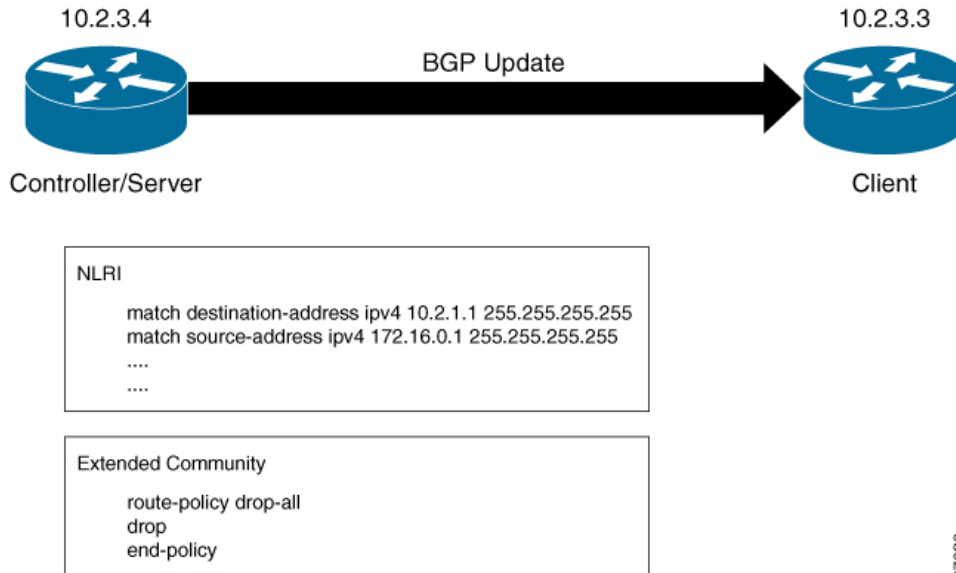 10.2.3.4
10.2.3.3
BGP Update
Controller/Server
Client
NLRI
match destination-address ipv4 10.2.1.1 255.255.255.255
match source-address ipv4 172.16.0.1 255.255.255.255
....
....
Extended Community
route-policy drop-all
drop
end-policy